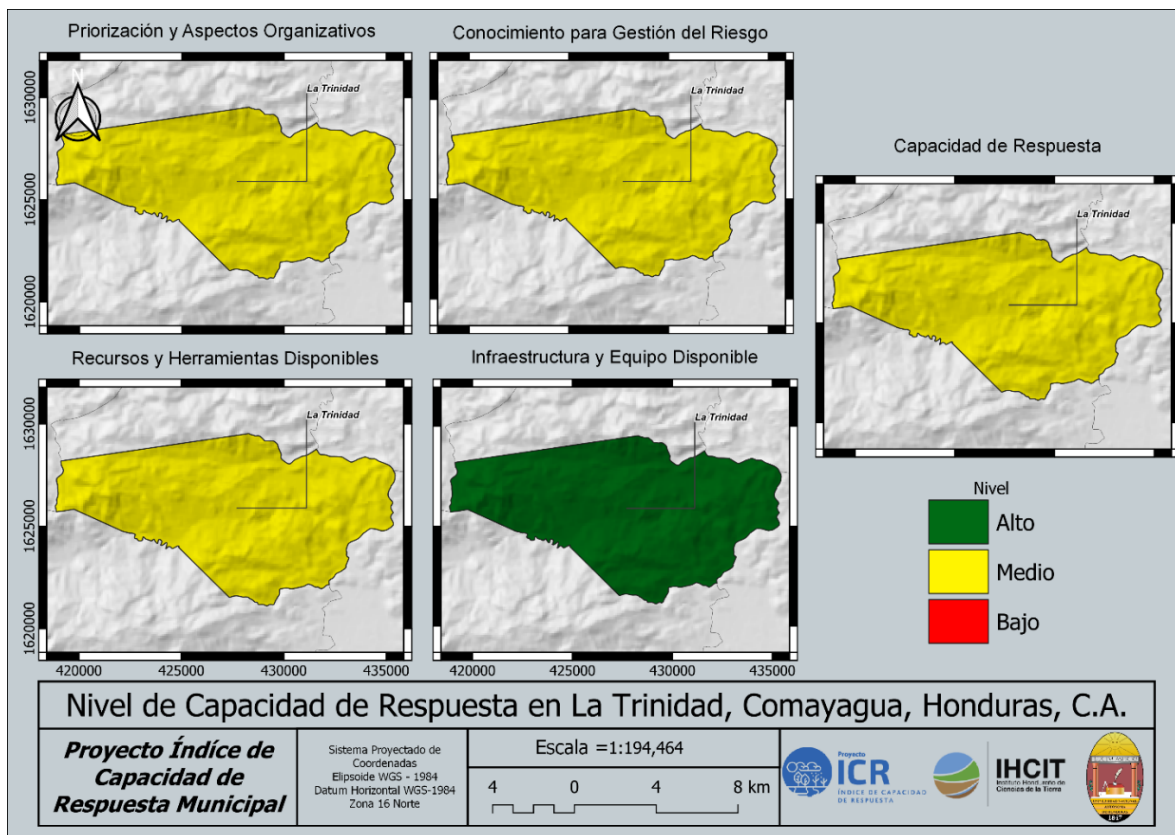 Priorización y Aspectos Organizativos
Conocimiento para Gestión del Riesgo
N
La Trinidad
La Trinidad
1630000
1625000
1620000
Capacidad de Respuesta
La Trinidad
Recursos y Herramientas Disponibles
Infraestructura y Equipo Disponible
La Trinidad
La Trinidad
1630000
1625000
1620000
420000 425000 430000 435000
420000 425000 430000 435000
Nivel
Alto
Medio
Bajo
Nivel de Capacidad de Respuesta en La Trinidad, Comayagua, Honduras, C.A.
Proyecto Índíce de
Capacidad de
Respuesta Municipal
Sistema Proyectado de
Coordenadas
Elipsoide WGS - 1984
Datum Horizontal WGS-1984
Zona 16 Norte
Escala =1:194,464
4 0 4 8 km
Proyecto
ICR
ÍNDICE DE CAPACIDAD
DE RESPUESTA
IHCIT
Instituto Hondureño de
Ciencias de la Tierra
1847